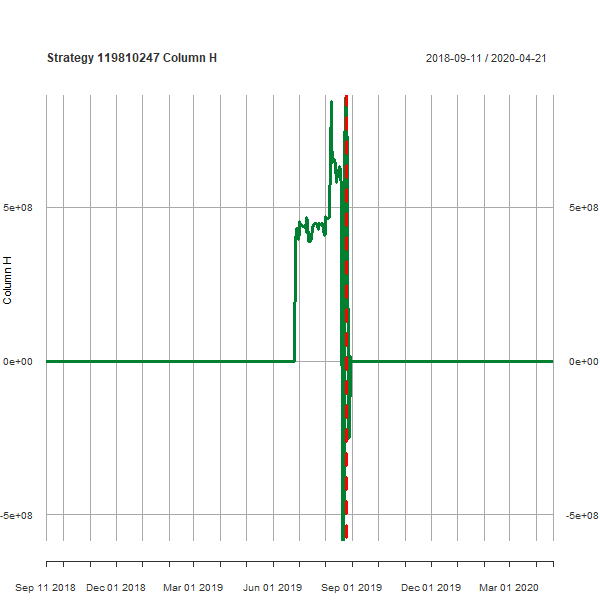 Strategy 119810247 Column H
2018-09-11 / 2020-04-21
Column H
5e+08
5e+08
0e+00
0e+00
-5e+08
-5e+08
Sep 11 2018 Dec 01 2018 Mar 01 2019 Jun 01 2019 Sep 01 2019 Dec 01 2019 Mar 01 2020